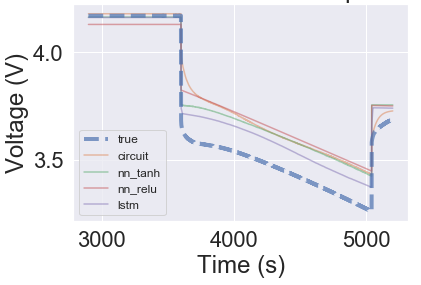 4.0
3.5
Voltage (V)
true
circuit
nn_tanh
nn_relu
lstm
3000
4000
5000
Time (s)